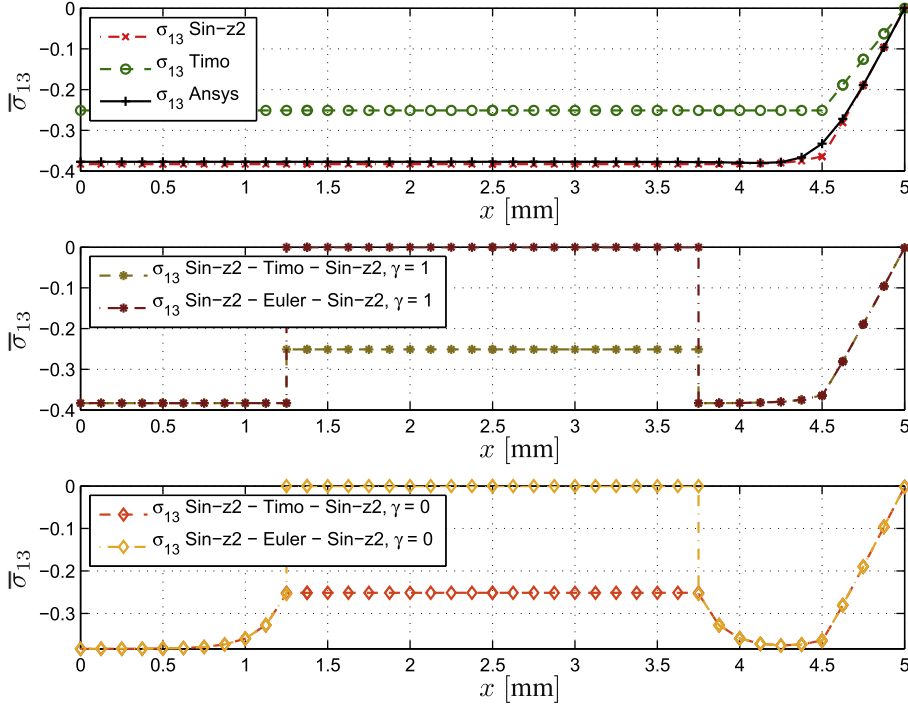 σ13 Sin−z2
σ13 Timo
σ13 Ansys
0
−0.1
−0.2
−0.3
−0.4
σ̅13
0 0.5 1 1.5 2 2.5 3 3.5 4 4.5 5
x [mm]
σ13 Sin−z2 − Timo − Sin−z2, γ = 1
σ13 Sin−z2 − Euler − Sin−z2, γ = 1
0
−0.1
−0.2
−0.3
−0.4
σ̅13
0 0.5 1 1.5 2 2.5 3 3.5 4 4.5 5
x [mm]
σ13 Sin−z2 − Timo − Sin−z2, γ = 0
σ13 Sin−z2 − Euler − Sin−z2, γ = 0
0
−0.1
−0.2
−0.3
σ̅13
0 0.5 1 1.5 2 2.5 3 3.5 4 4.5 5
x [mm]